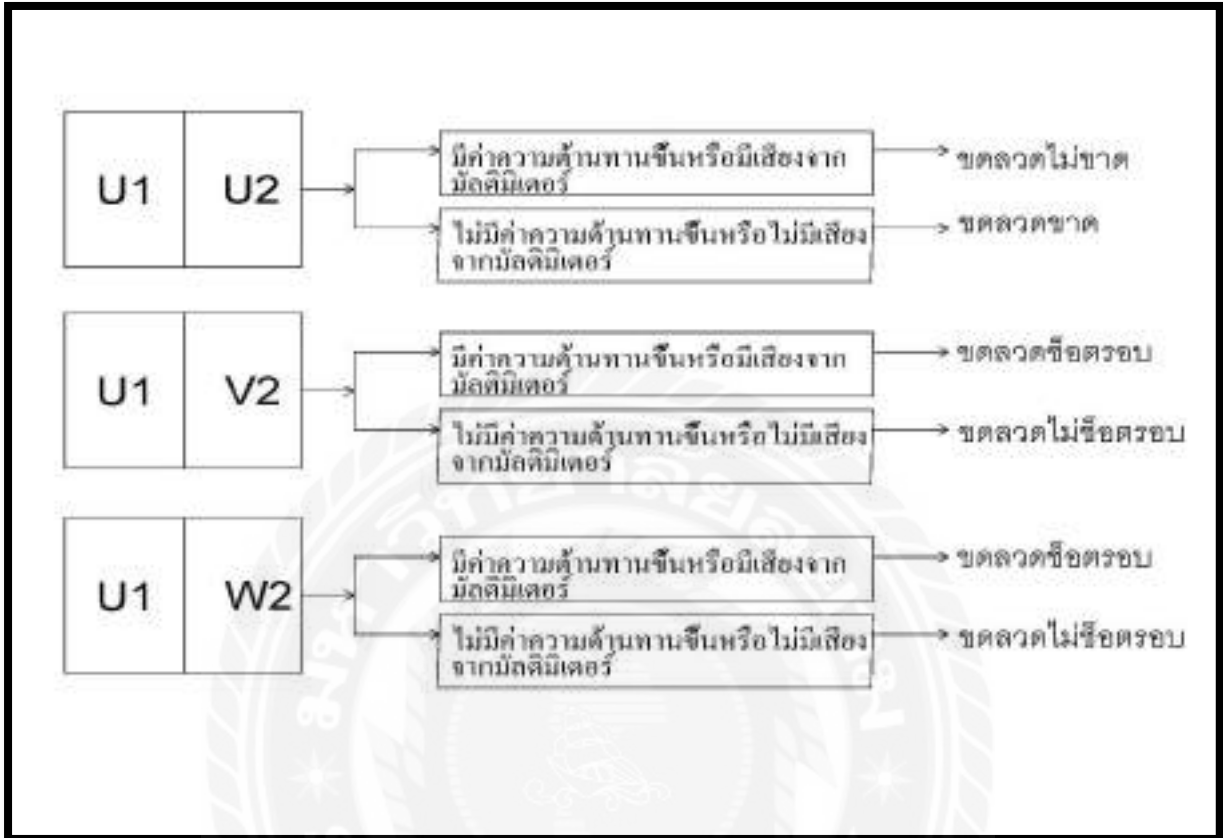 U1 U2
มีค่าความต้านทานขึ้นหรือมีเสียงจาก
มัลติมิเตอร์
ขดลวดไม่ขาด
ไม่มีค่าความต้านทานขึ้นหรือไม่มีเสียง
จากมัลติมิเตอร์
ขดลวดขาด
U1 V2
มีค่าความต้านทานขึ้นหรือมีเสียงจาก
มัลติมิเตอร์
ขดลวดช็อตรอบ
ไม่มีค่าความต้านทานขึ้นหรือไม่มีเสียง
จากมัลติมิเตอร์
ขดลวดไม่ช็อตรอบ
U1 W2
มีค่าความต้านทานขึ้นหรือมีเสียงจาก
มัลติมิเตอร์
ขดลวดช็อตรอบ
ไม่มีค่าความต้านทานขึ้นหรือไม่มีเสียง
จากมัลติมิเตอร์
ขดลวดไม่ช็อตรอบ